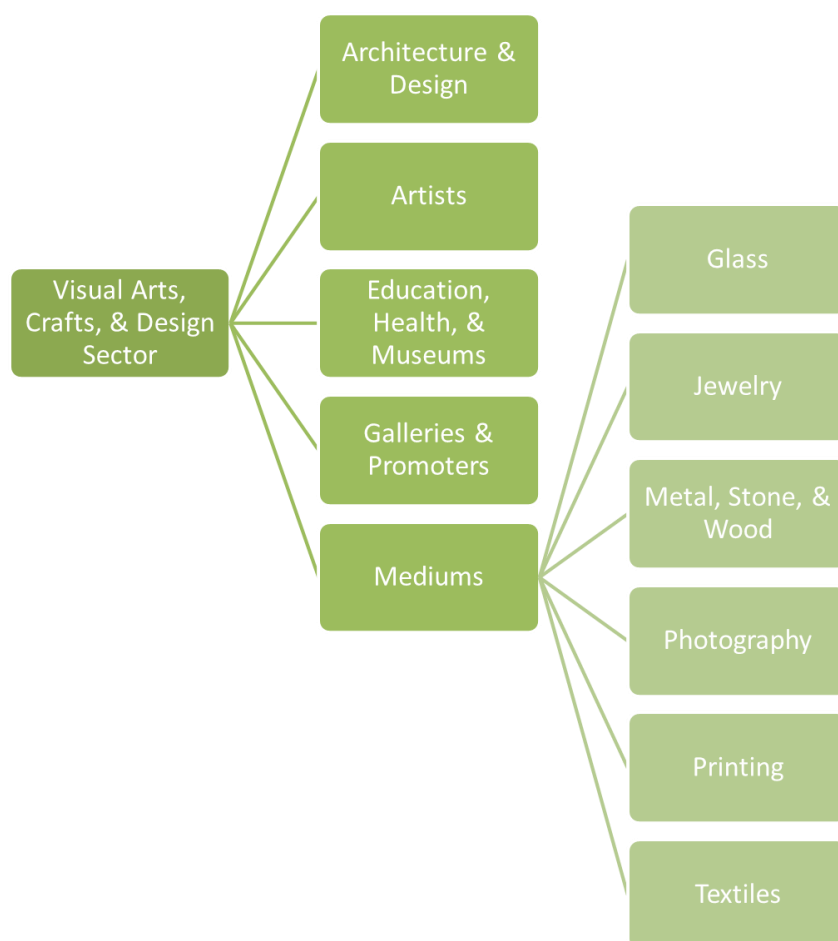 Visual Arts,
Crafts, & Design
Sector
Architecture &
Design
Artists
Education,
Health, &
Museums
Galleries &
Promoters
Mediums
Glass
Jewelry
Metal, Stone, &
Wood
Photography
Printing
Textiles